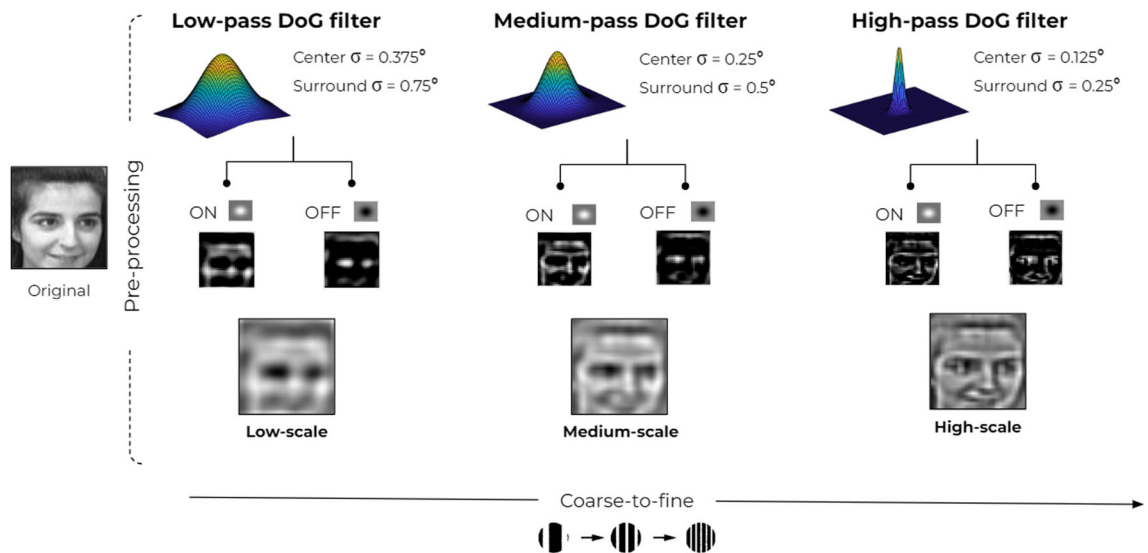 Low-pass DoG filter
Center σ = 0.375°
Surround σ = 0.75°
Medium-pass DoG filter
Center σ = 0.25°
Surround σ = 0.5°
High-pass DoG filter
Center σ = 0.125°
Surround σ = 0.25°
Original
Pre-processing
ON
OFF
ON
OFF
ON
OFF
Low-scale
Medium-scale
High-scale
Coarse-to-fine